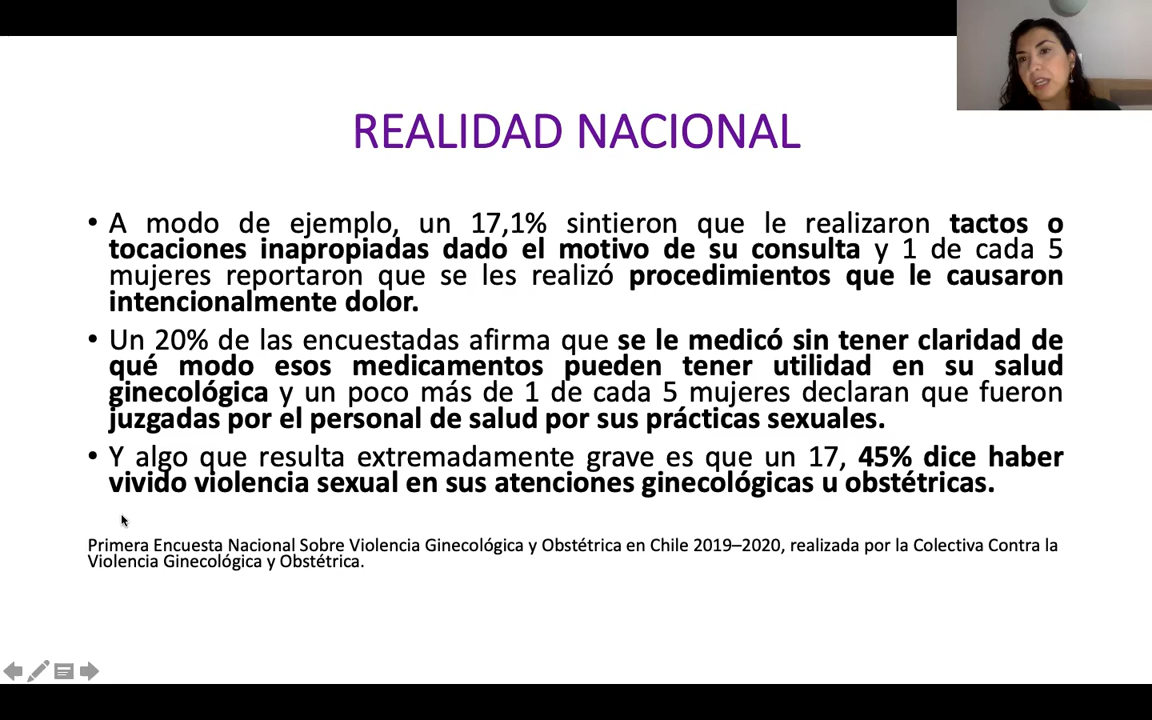 REALIDAD NACIONAL
• A modo de ejemplo, un 17,1% sintieron que le realizaron tactos o
tocaciones inapropiadas dado el motivo de su consulta y 1 de cada 5
mujeres reportaron que se les realizó procedimientos que le causaron
intencionalmente dolor.
• Un 20% de las encuestadas afirma que se le medicó sin tener claridad de
qué modo esos medicamentos pueden tener utilidad en su salud
ginecológica y un poco más de 1 de cada 5 mujeres declaran que fueron
juzgadas por el personal de salud por sus prácticas sexuales.
• Y algo que resulta extremadamente grave es que un 17, 45% dice haber
vivido violencia sexual en sus atenciones ginecológicas u obstétricas.
Primera Encuesta Nacional Sobre Violencia Ginecológica y Obstétrica en Chile 2019–2020, realizada por la Colectiva Contra la
Violencia Ginecológica y Obstétrica.